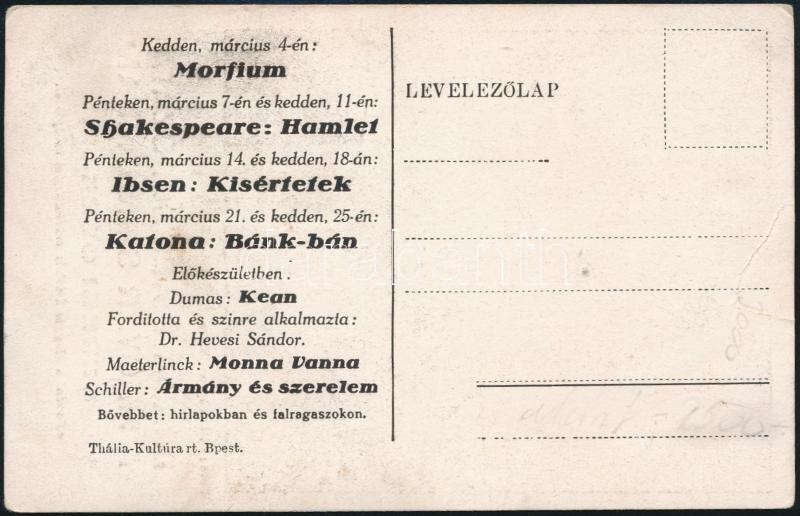 Kedden, március 4-én:
Morfium
Pénteken, március 7-én és kedden, 11-én:
Shakespeare: Hamlet
Pénteken, március 14. és kedden, 18-án:
Ibsen: Kisértetek
Pénteken, március 21. és kedden, 25-én:
Katona: Bánk-bán
Előkészületben.
Dumas: Kean
Forditotta és szinre alkalmazta:
Dr. Hevesi Sándor.
Maeterlinck: Monna Vanna
Schiller: Ármány és szerelem
Bővebbet: hirlapokban és falragaszokon.
Thália-Kultúra rt. Bpest.
LEVELEZŐLAP
darabanth